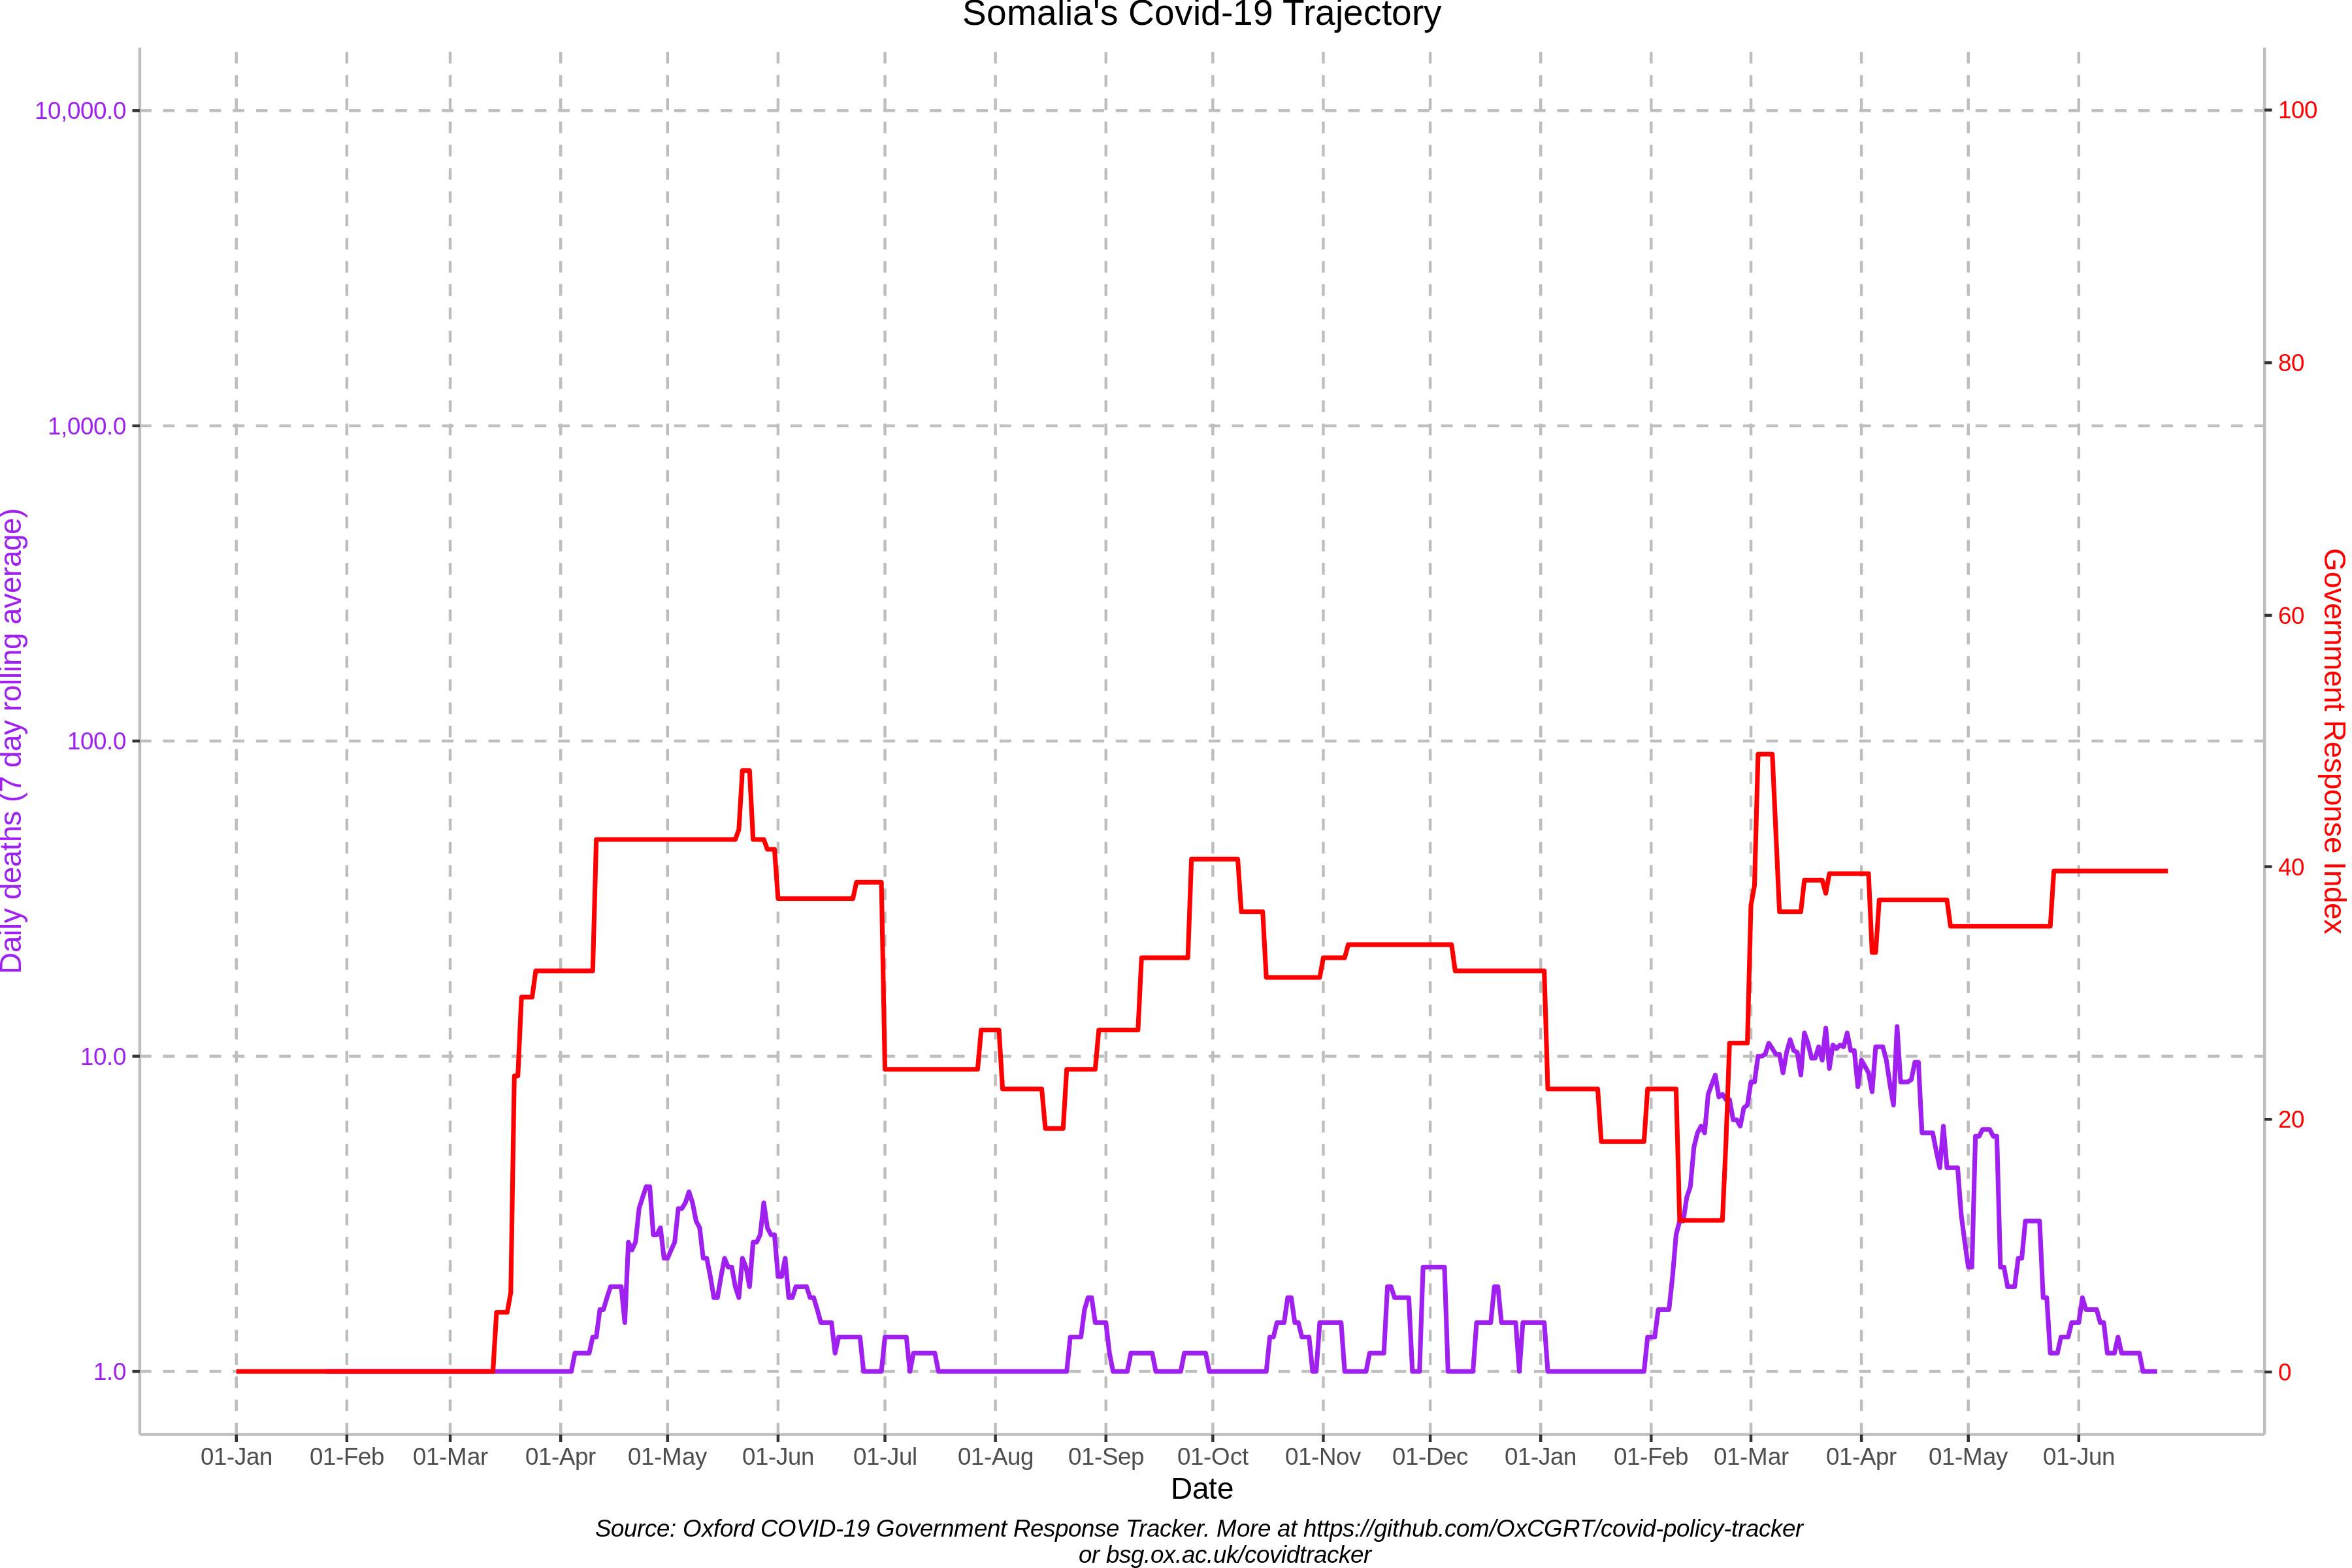 Somalia's Covid-19 Trajectory
10,000.0
1,000.0
100.0
10.0
1.0
Daily deaths (7 day rolling average)
100
80
60
40
20
0
Government Response Index
01-Jan 01-Feb 01-Mar 01-Apr 01-May 01-Jun 01-Jul 01-Aug 01-Sep 01-Oct 01-Nov 01-Dec 01-Jan 01-Feb 01-Mar 01-Apr 01-May 01-Jun
Date
Source: Oxford COVID-19 Government Response Tracker. More at https://github.com/OxCGRT/covid-policy-tracker
or bsg.ox.ac.uk/covidtracker